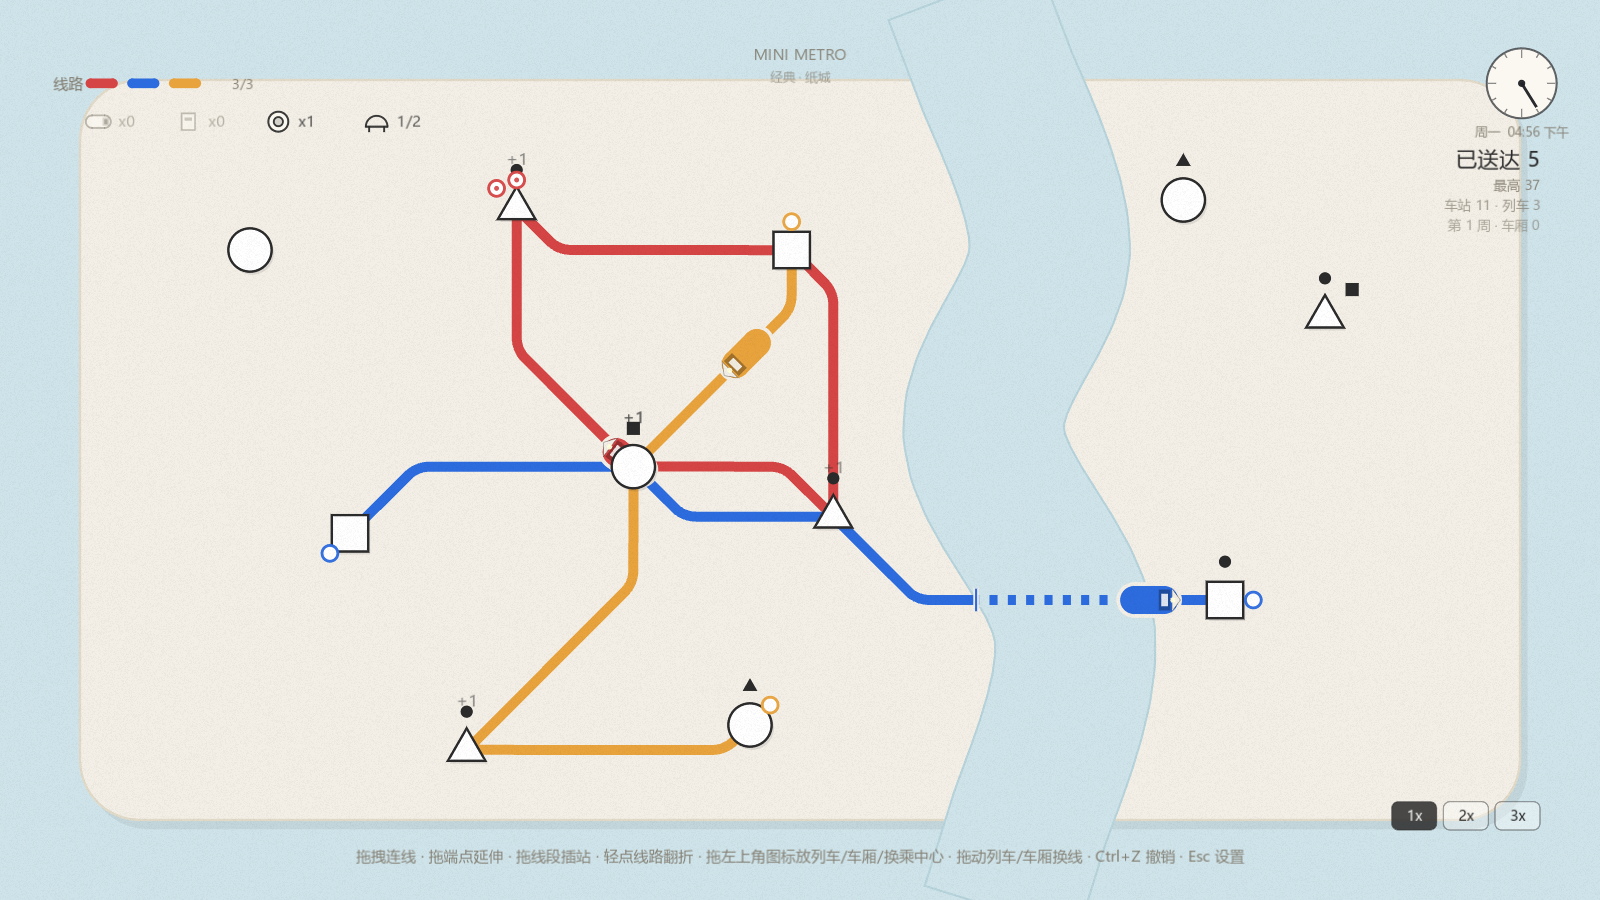 MINI METRO
经典 · 纸城
线路 3/3
x0 x0 x1 1/2
周一 04:56 下午
已送达 5
最高 37
车站 11 · 列车 3
第 1 周 · 车厢 0
+1
+1
+1
+1
1x 2x 3x
拖拽连线 · 拖端点延伸 · 拖线段插站 · 轻点线路翻折 · 拖左上角图标放列车/车厢/换乘中心 · 拖动列车/车厢换线 · Ctrl+Z 撤销 · Esc 设置